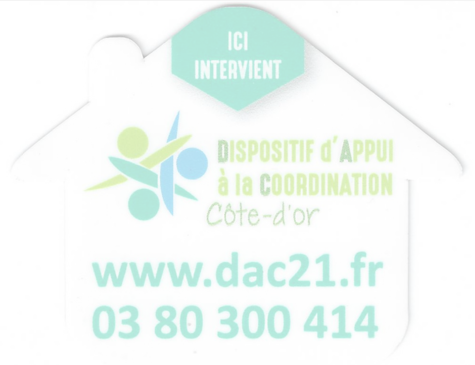 ICI
INTERVIENT
DISPOSITIF d'APPUI
à la COORDINATION
Côte-d'or
www.dac21.fr
03 80 300 414